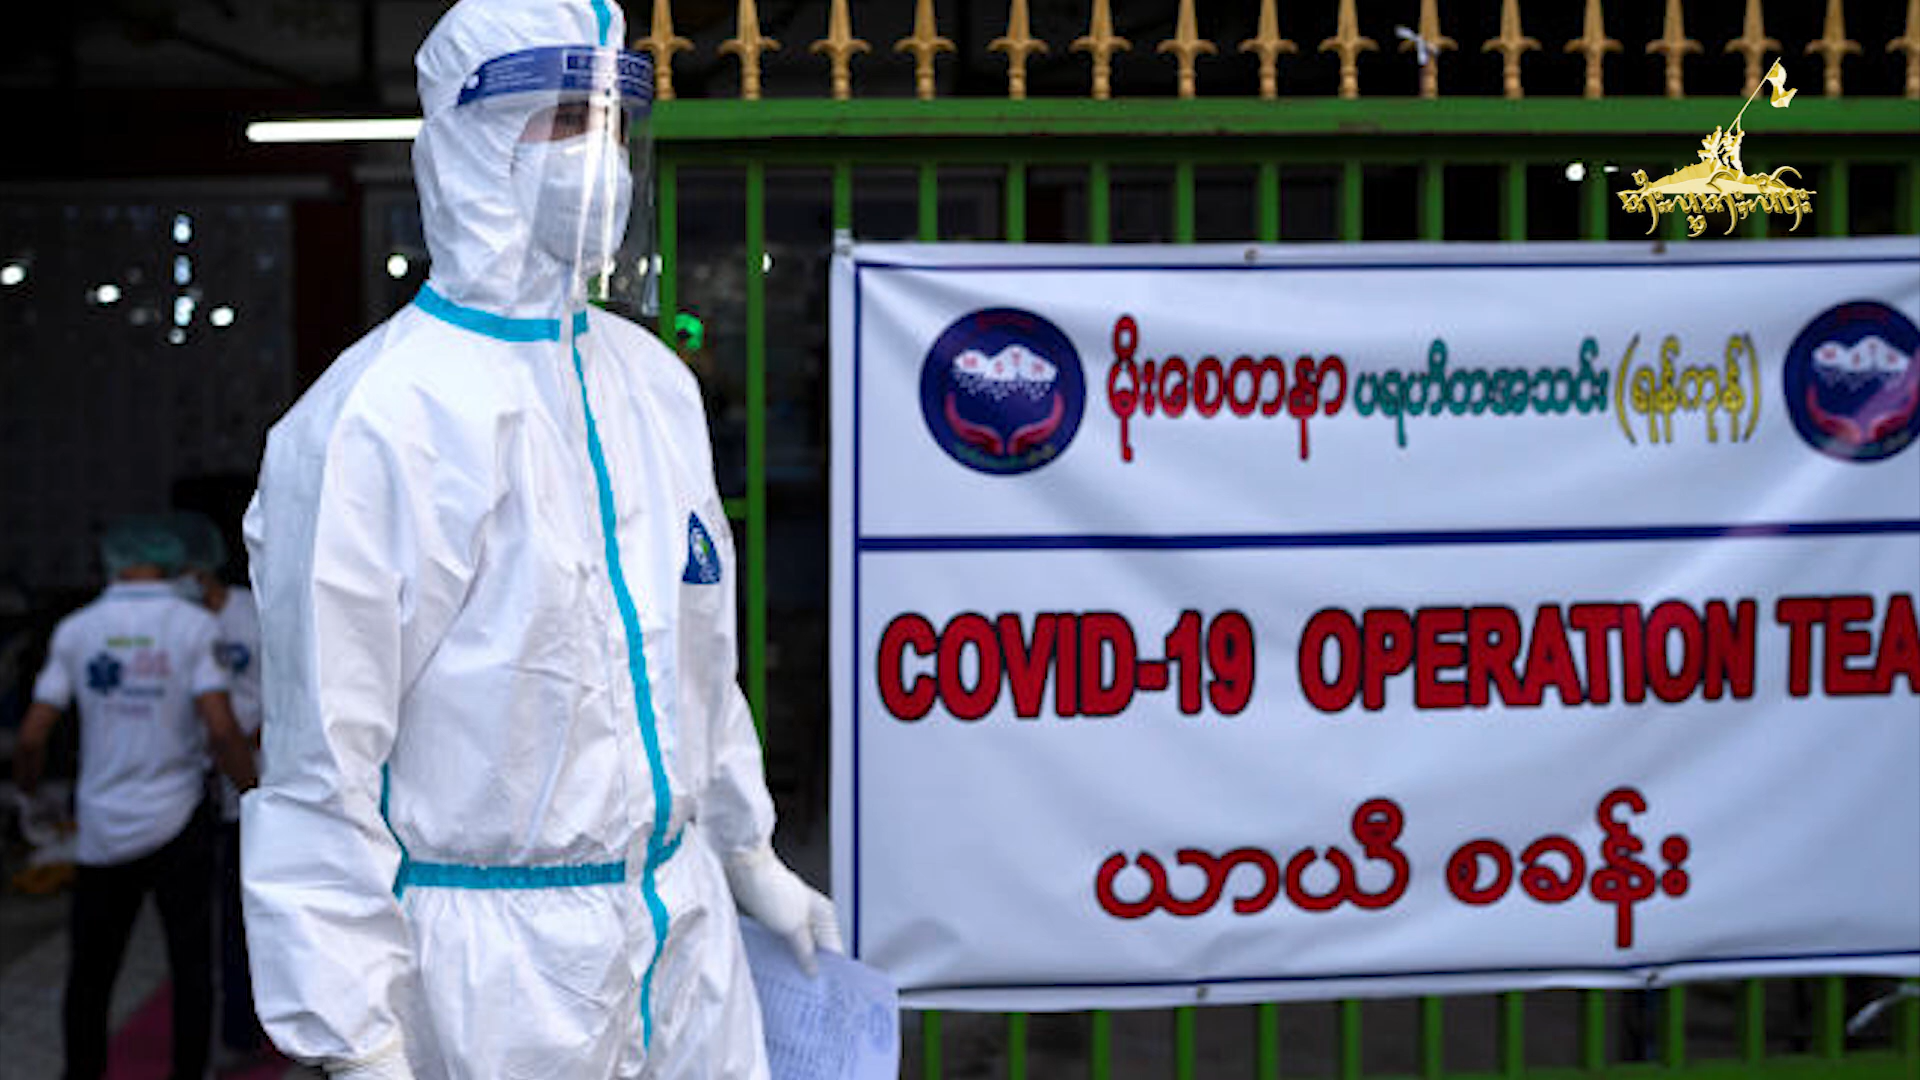 မိုးစေတနာ ပရဟိတအသင်း (ရန်ကုန်)
COVID-19 OPERATION TEA
ယာယီ စခန်း